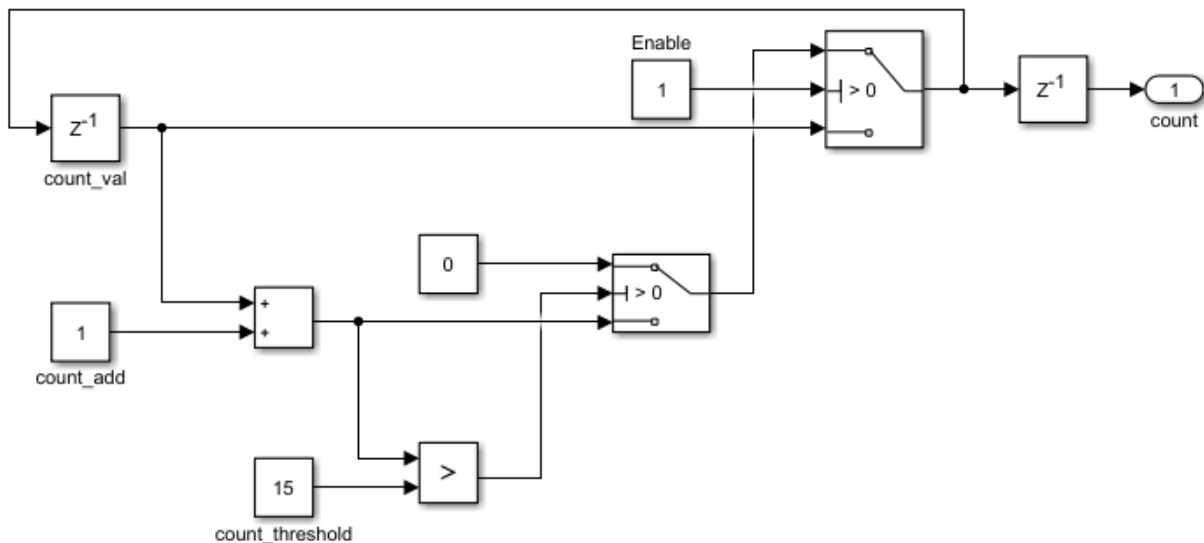 Enable
1
> 0
Z-1
1
count
Z-1
count_val
0
> 0
+
+
1
count_add
>
15
count_threshold